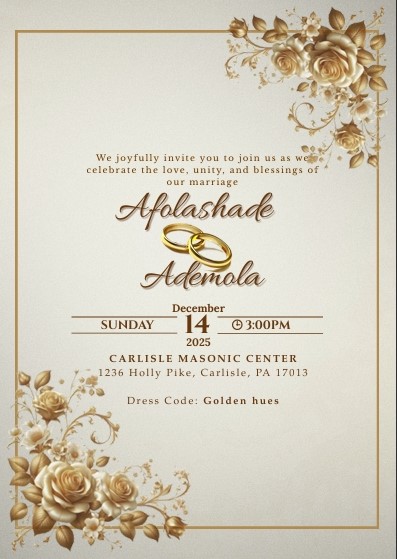 We joyfully invite you to join us as we
celebrate the love, unity, and blessings of
our marriage
Afolashade
Ademola
December
SUNDAY 14 3:00PM
2025
CARLISLE MASONIC CENTER
1236 Holly Pike, Carlisle, PA 17013
Dress Code: Golden hues